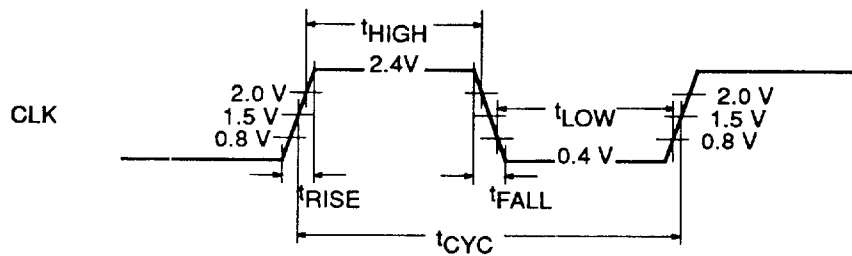 tHIGH
2.4V
CLK
2.0 V
1.5 V
0.8 V
tLOW
2.0 V
1.5 V
0.8 V
0.4 V
tRISE
tFALL
tCYC